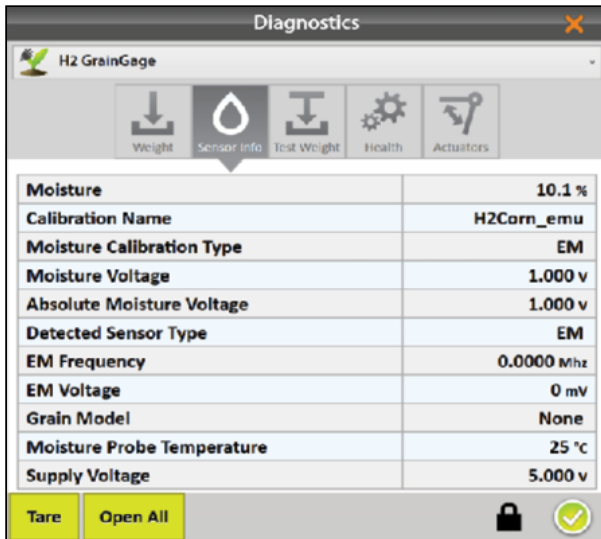 Diagnostics
H2 GrainGage
Weight Sensor Info Test Weight Health Actuators
Moisture 10.1 %
Calibration Name H2Corn_emu
Moisture Calibration Type EM
Moisture Voltage 1.000 v
Absolute Moisture Voltage 1.000 v
Detected Sensor Type EM
EM Frequency 0.0000 Mhz
EM Voltage 0 mV
Grain Model None
Moisture Probe Temperature 25 °c
Supply Voltage 5.000 v
Tare Open All